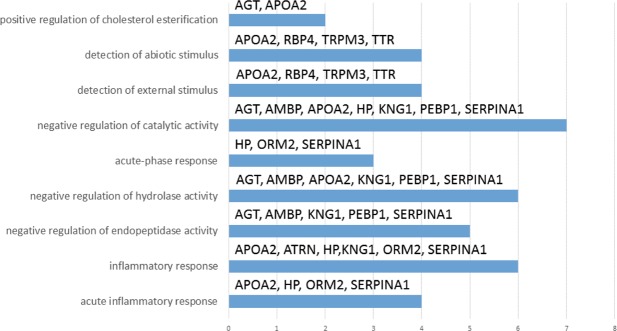 AGT, APOA2
positive regulation of cholesterol esterification
APOA2, RBP4, TRPM3, TTR
detection of abiotic stimulus
APOA2, RBP4, TRPM3, TTR
detection of external stimulus
AGT, AMBP, APOA2, HP, KNG1, PEBP1, SERPINA1
negative regulation of catalytic activity
HP, ORM2, SERPINA1
acute-phase response
AGT, AMBP, APOA2, KNG1, PEBP1, SERPINA1
negative regulation of hydrolase activity
AGT, AMBP, KNG1, PEBP1, SERPINA1
negative regulation of endopeptidase activity
APOA2, ATRN, HP,KNG1, ORM2, SERPINA1
inflammatory response
APOA2, HP, ORM2, SERPINA1
acute inflammatory response
0 1 2 3 4 5 6 7 8